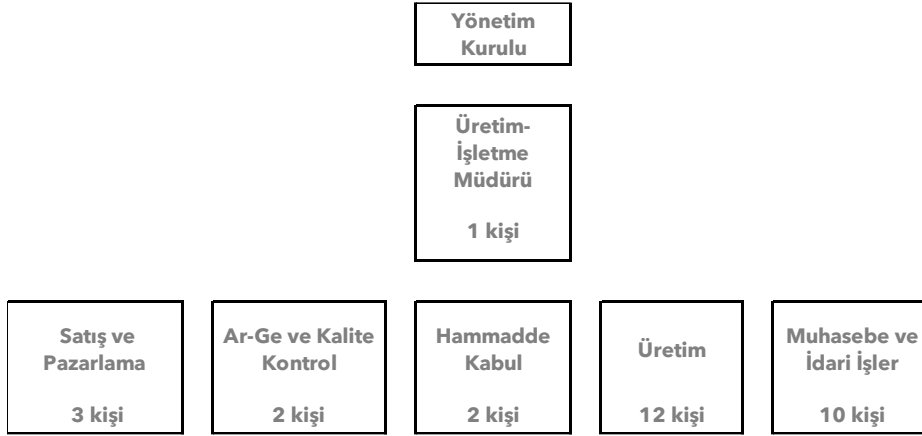 Yönetim
Kurulu
Üretim-
İşletme
Müdürü
1 kişi
Satış ve
Pazarlama
3 kişi
Ar-Ge ve Kalite
Kontrol
2 kişi
Hammadde
Kabul
2 kişi
Üretim
12 kişi
Muhasebe ve
İdari İşler
10 kişi